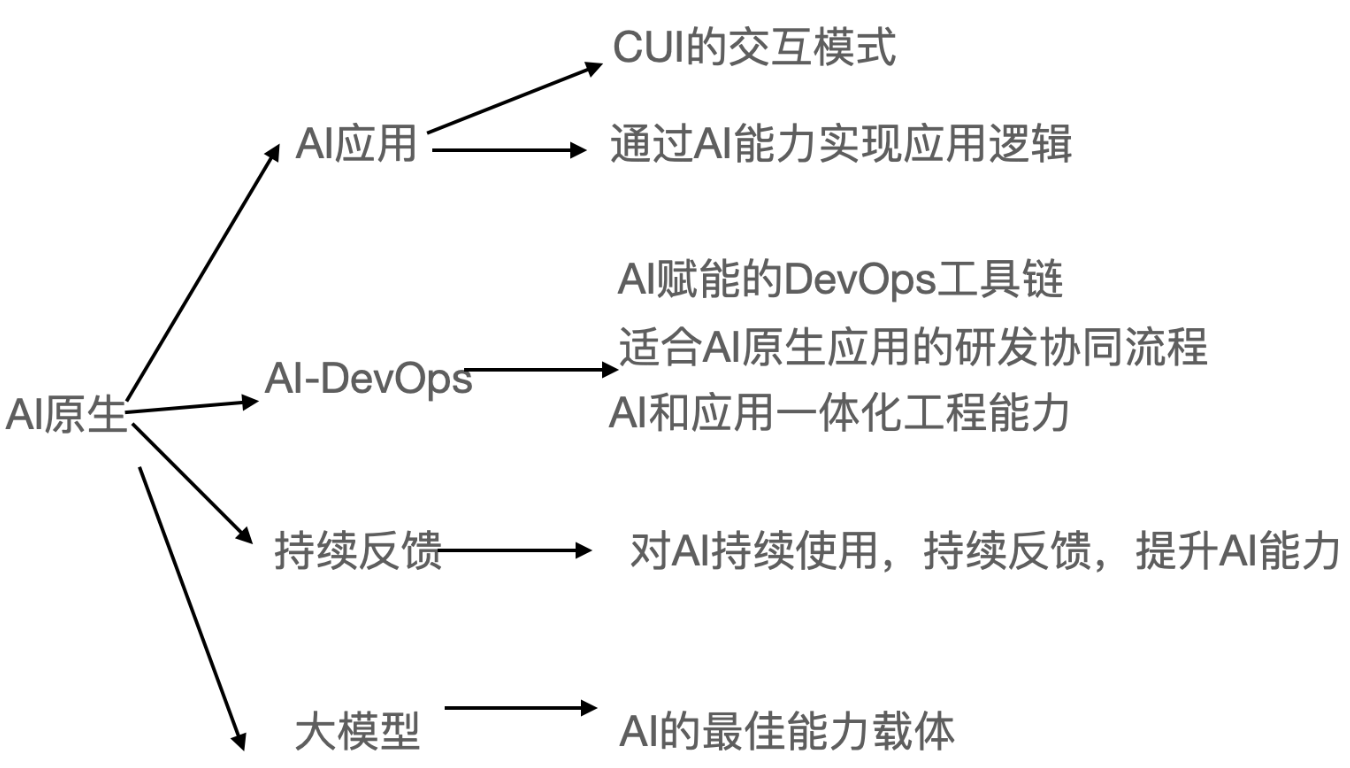 CUI的交互模式
AI应用
通过AI能力实现应用逻辑
AI赋能的DevOps工具链
适合AI原生应用的研发协同流程
AI-DevOps
AI原生
AI和应用一体化工程能力
持续反馈
对AI持续使用，持续反馈，提升AI能力
大模型
AI的最佳能力载体